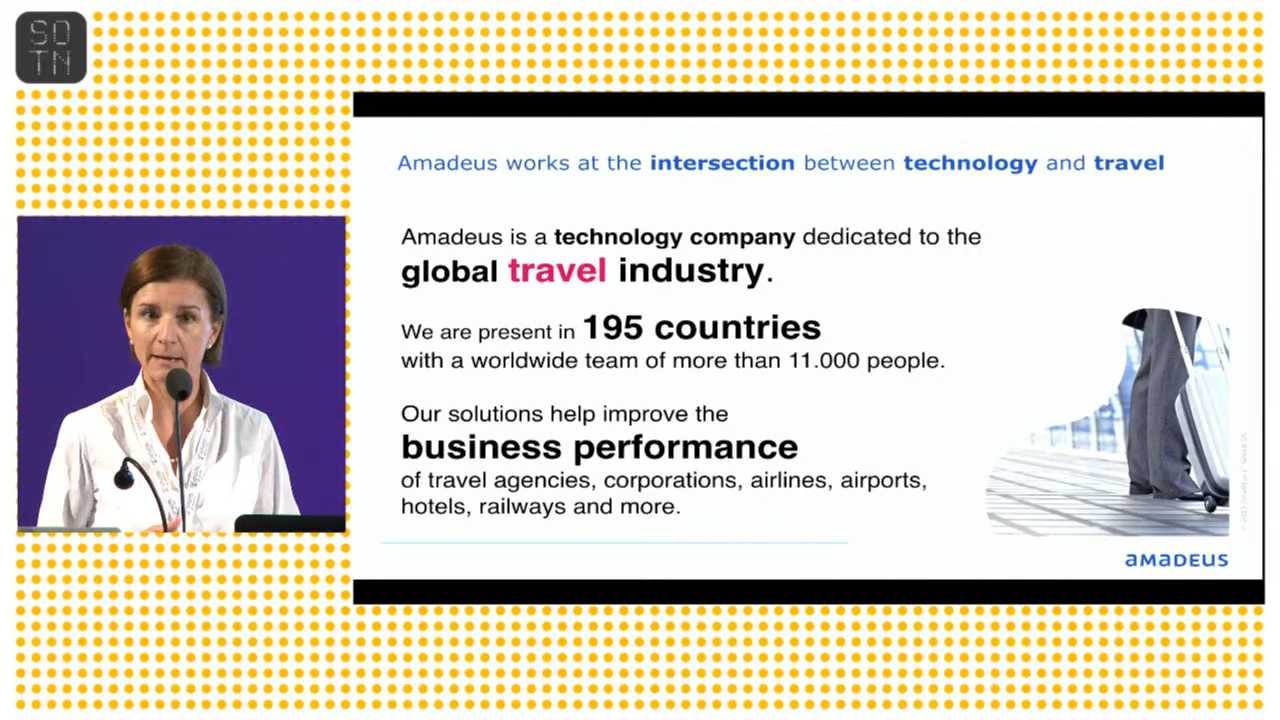 SO
TN
Amadeus works at the intersection between technology and travel
Amadeus is a technology company dedicated to the
global travel industry.
We are present in 195 countries
with a worldwide team of more than 11.000 people.
Our solutions help improve the
business performance
of travel agencies, corporations, airlines, airports,
hotels, railways and more.
amadeus